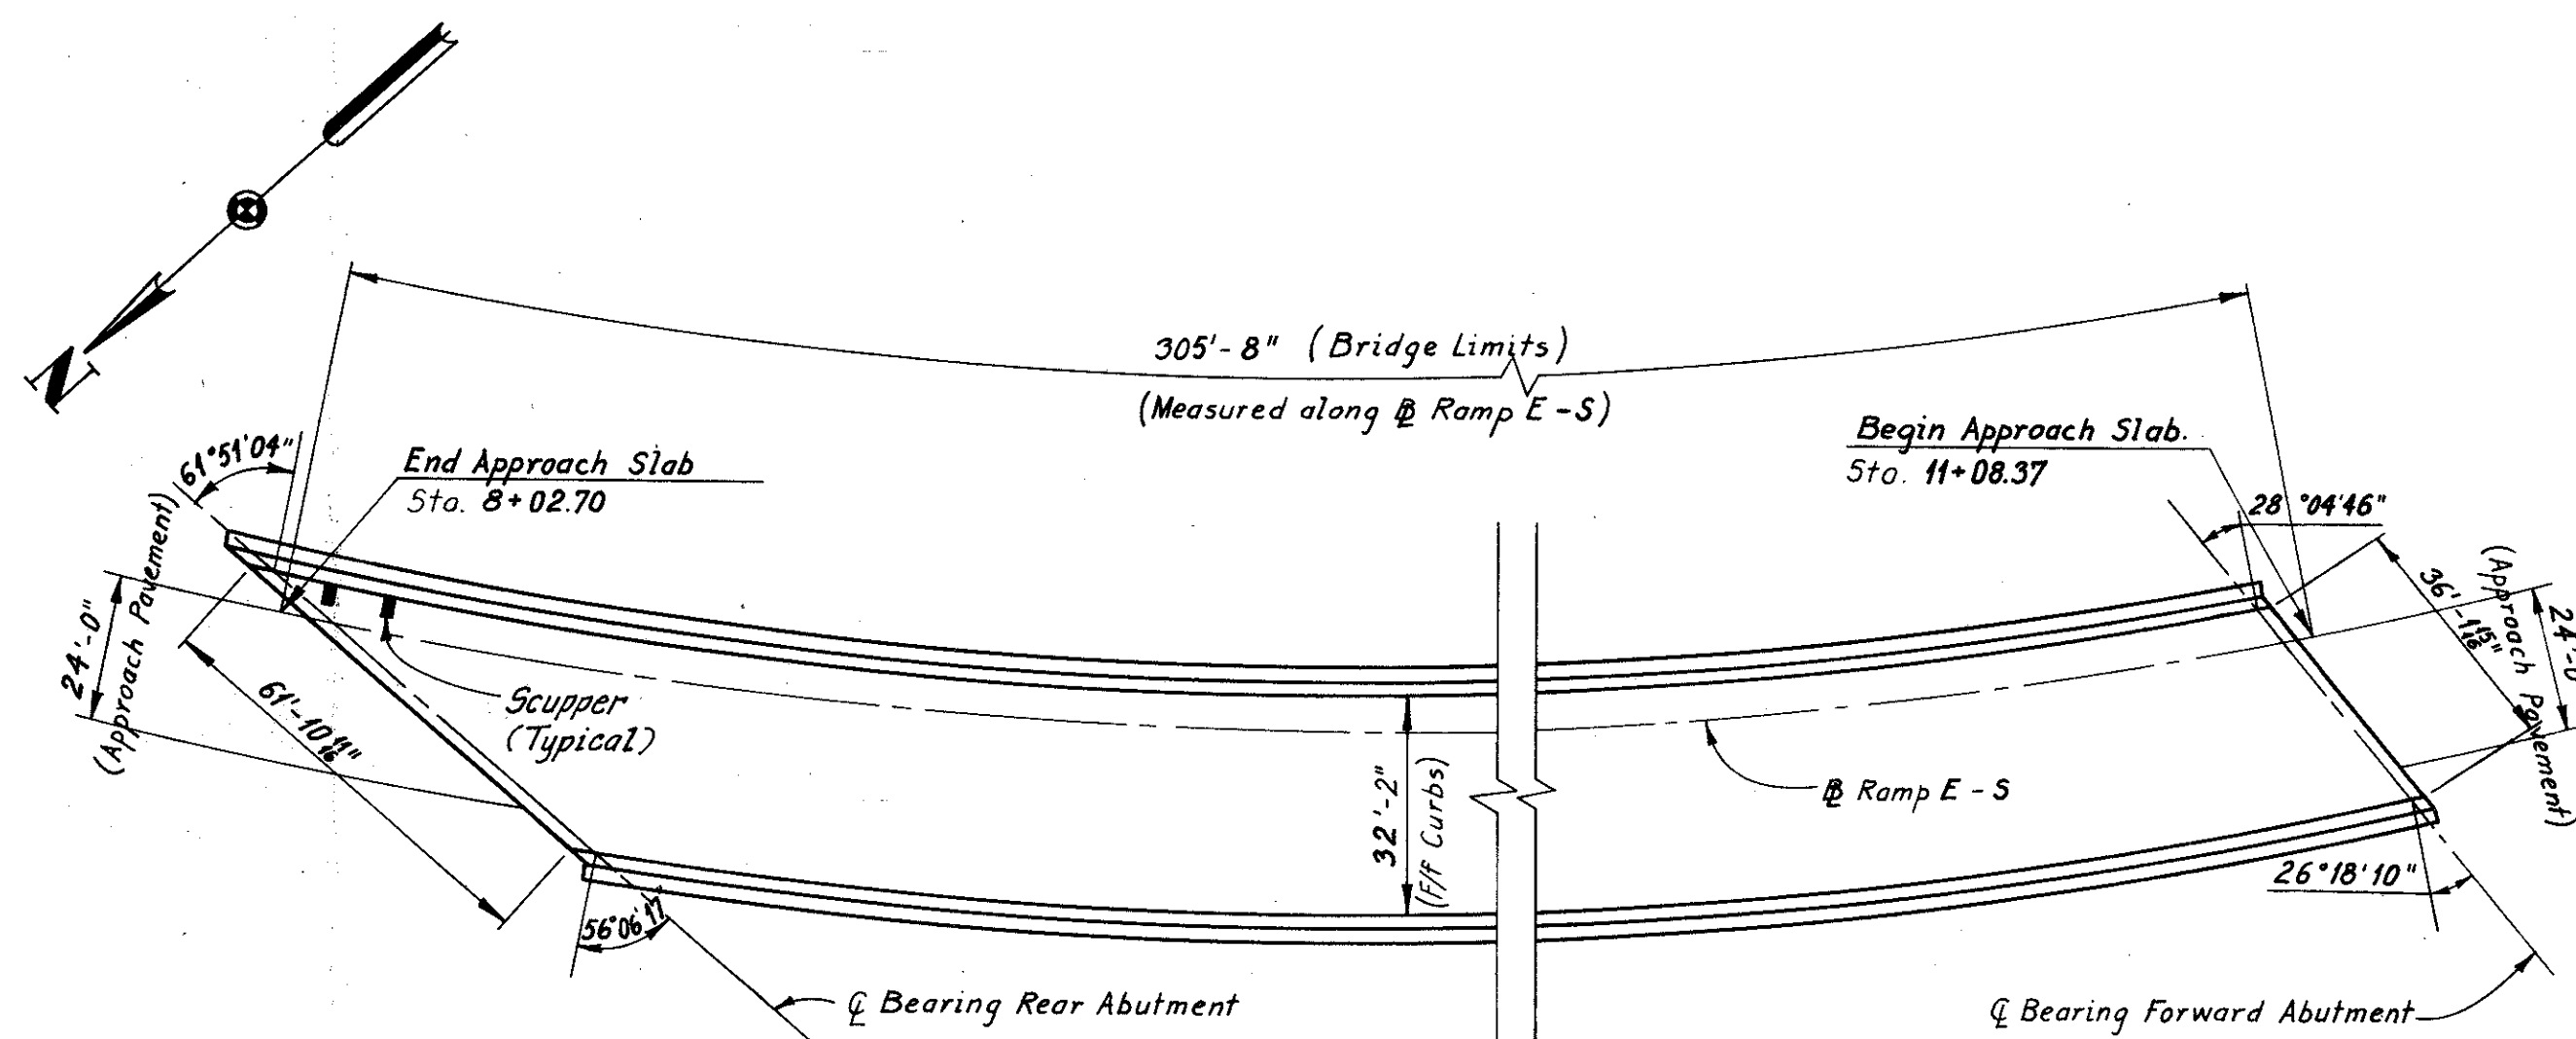 N
305'-8" (Bridge Limits)
(Measured along ℄ Ramp E-S)
61°51'04"
End Approach Slab
Sta. 8+02.70
Begin Approach Slab.
Sta. 11+08.37
28°04'46"
24'-0"
(Approach Pavement)
61'-10 11/16"
Scupper
(Typical)
32'-2"
(F/F Curbs)
Ramp E-S
36'-1 15/16"
(Approach Pavement)
24'-0
56°06'17"
26°18'10"
℄ Bearing Rear Abutment
℄ Bearing Forward Abutment